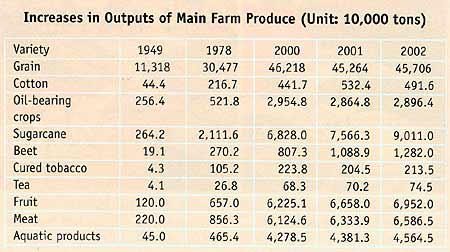 Increases in Outputs of Main Farm Produce (Unit: 10,000 tons)
Variety 1949 1978 2000 2001 2002
Grain 11,318 30,477 46,218 45,264 45,706
Cotton 44.4 216.7 441.7 532.4 491.6
Oil-bearing 256.4 521.8 2,954.8 2,864.8 2,896.4
crops
Sugarcane 264.2 2,111.6 6,828.0 7,566.3 9,011.0
Beet 19.1 270.2 807.3 1,088.9 1,282.0
Cured tobacco 4.3 105.2 223.8 204.5 213.5
Tea 4.1 26.8 68.3 70.2 74.5
Fruit 120.0 657.0 6,225.1 6,658.0 6,952.0
Meat 220.0 856.3 6,124.6 6,333.9 6,586.5
Aquatic products 45.0 465.4 4,278.5 4,381.3 4,564.5